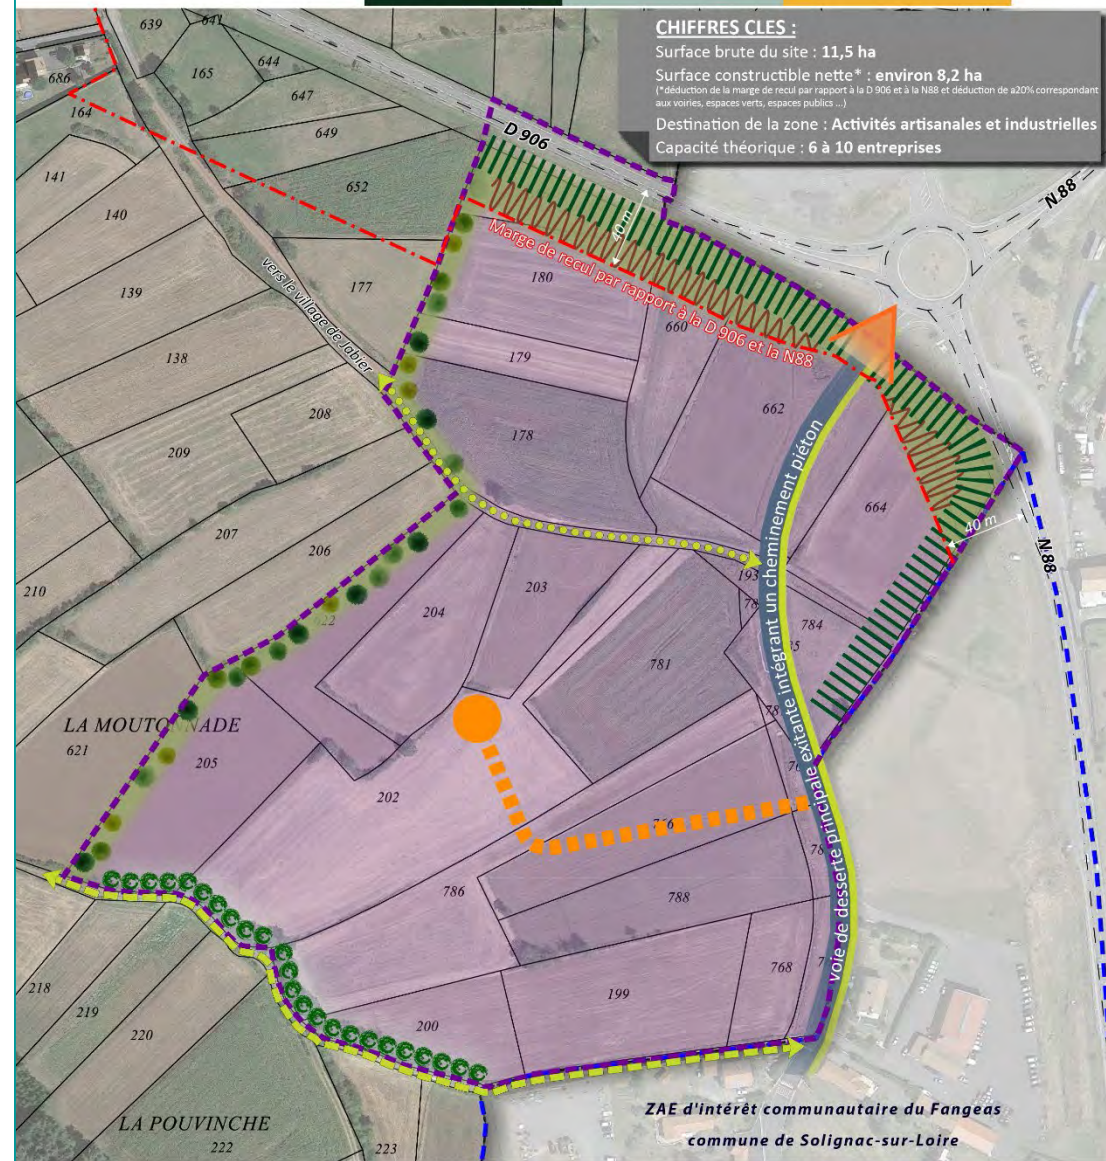 CHIFFRES CLES :
Surface brute du site : 11,5 ha
Surface constructible nette* : environ 8,2 ha
(*déduction de la marge de recul par rapport à la D 906 et à la N88 et déduction de a20% correspondant
aux voiries, espaces verts, espaces publics ...)
Destination de la zone : Activités artisanales et industrielles
Capacité théorique : 6 à 10 entreprises
639
641
644
165
686
647
164
649
D 906
652
141
140
N 88
40 m
Marge de recul par rapport à la D 906 et la N88
vers le village de Jabier
139
177
180
660
138
179
662
208
178
209
664
207
206
40 m
N 88
210
193
203
204
784
622
781
voie de desserte principale exitante intégrant un cheminement piéton
LA MOUTONNADE
621
205
202
786
788
768
199
218
219
220
200
LA POUVINCHE
222
223
ZAE d'intérêt communautaire du Fangeas
commune de Solignac-sur-Loire